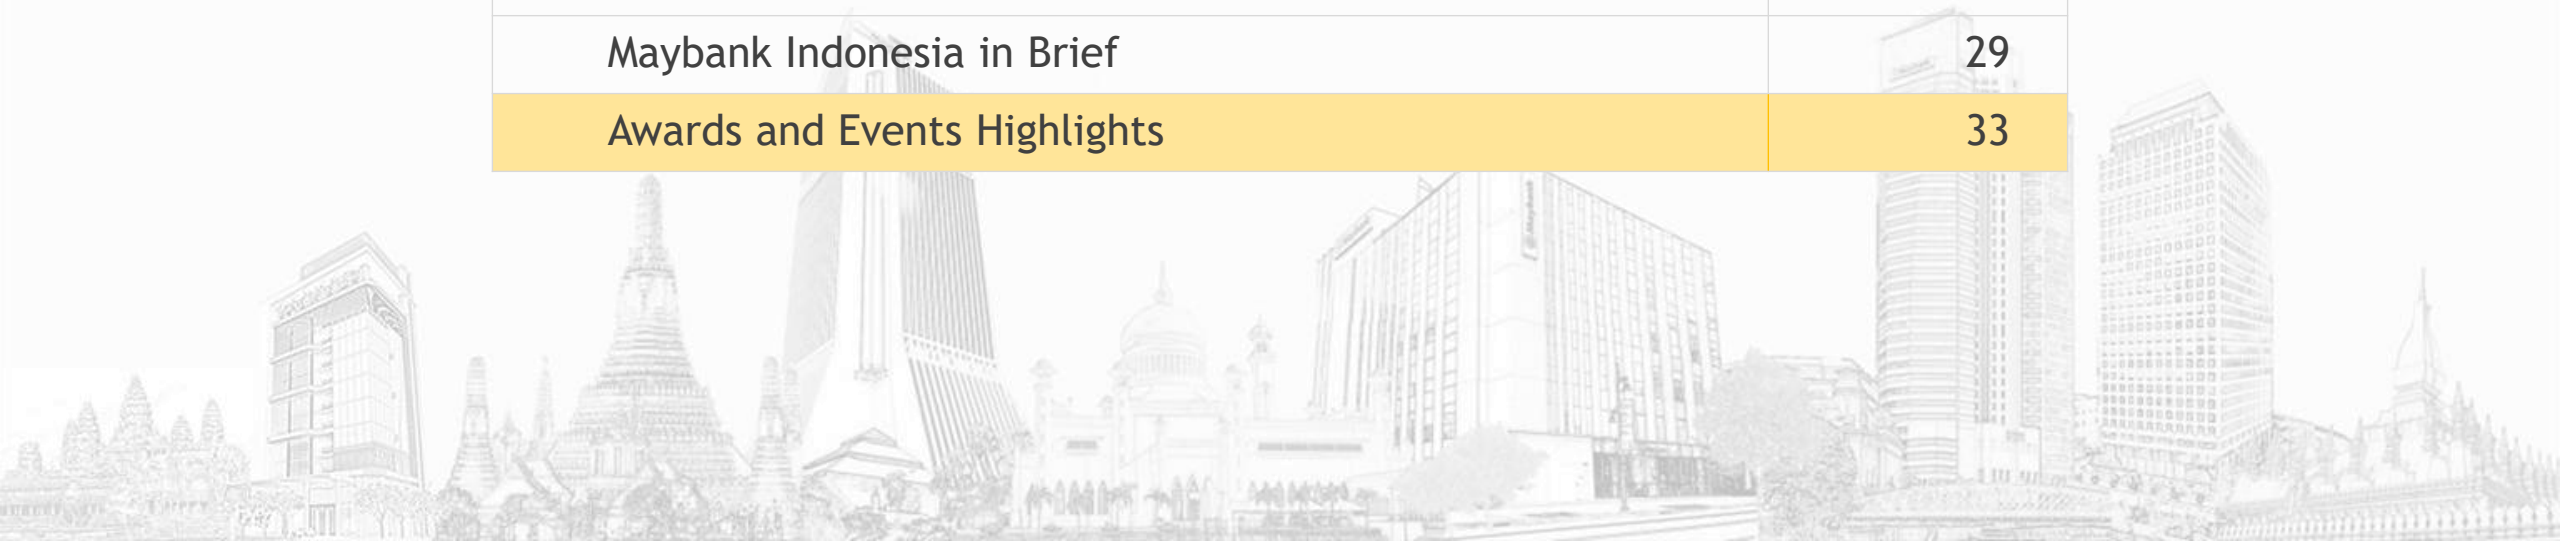 Maybank Indonesia in Brief 29
Awards and Events Highlights 33